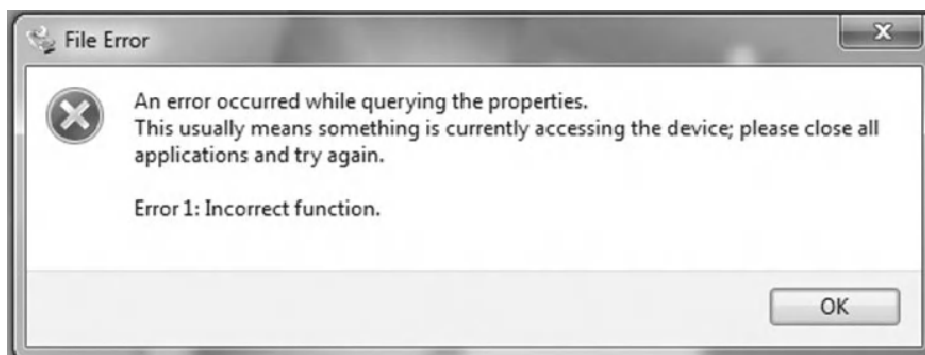 File Error
An error occurred while querying the properties.
This usually means something is currently accessing the device; please close all
applications and try again.
Error 1: Incorrect function.
OK